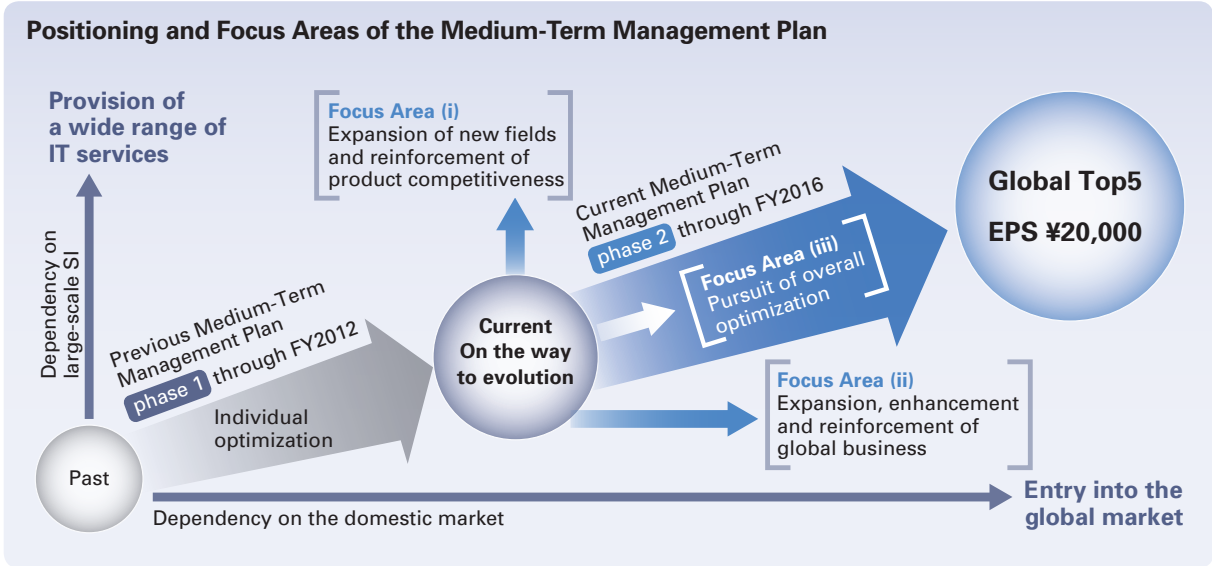 Positioning and Focus Areas of the Medium-Term Management Plan
Provision of
a wide range of
IT services
Dependency on
large-scale SI
Past
Previous Medium-Term
Management Plan
phase 1 through FY2012
Individual
optimization
Focus Area (i)
Expansion of new fields
and reinforcement of
product competitiveness
Current
On the way
to evolution
Current Medium-Term
Management Plan
phase 2 through FY2016
Focus Area (iii)
Pursuit of overall
optimization
Focus Area (ii)
Expansion, enhancement
and reinforcement of
global business
Global Top5
EPS ¥20,000
Dependency on the domestic market
Entry into the
global market